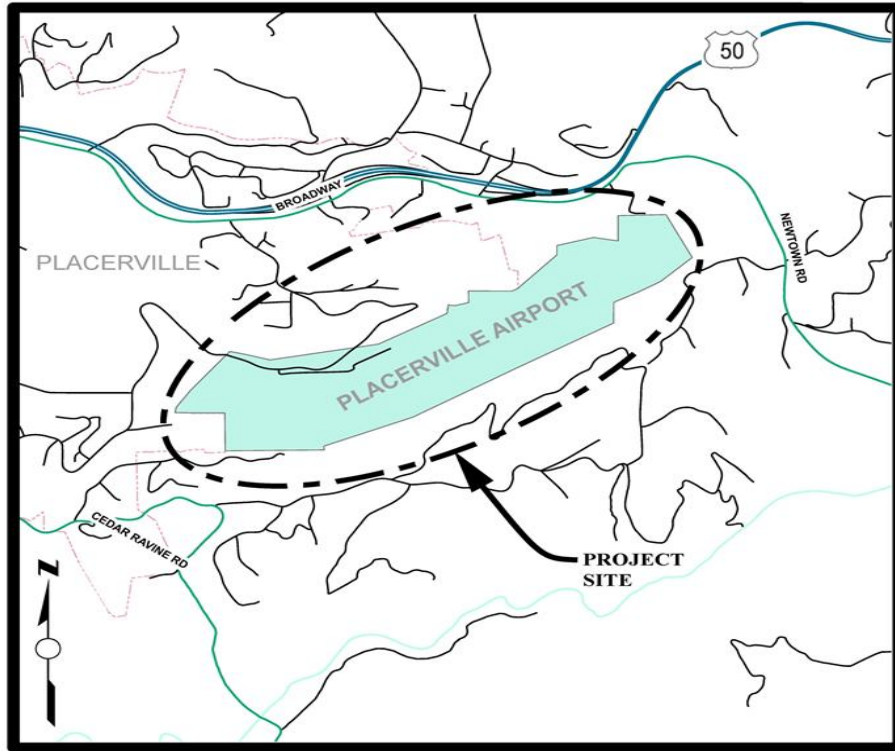 50
BROADWAY
PLACERVILLE
NEWTOWN RD
PLACERVILLE AIRPORT
CEDAR RAVINE RD
PROJECT
SITE
N